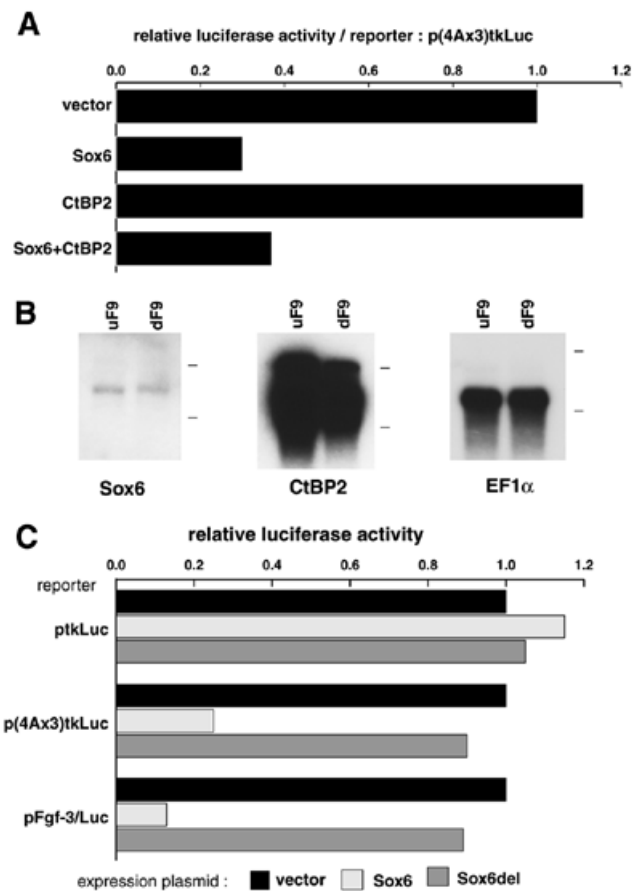 A
relative luciferase activity / reporter : p(4Ax3)tkLuc
0.0 0.2 0.4 0.6 0.8 1.0 1.2
vector
Sox6
CtBP2
Sox6+CtBP2
B
uF9 dF9 uF9 dF9 uF9 dF9
Sox6 CtBP2 EF1α
C
relative luciferase activity
0.0 0.2 0.4 0.6 0.8 1.0 1.2
reporter
ptkLuc
p(4Ax3)tkLuc
pFgf-3/Luc
expression plasmid : vector Sox6 Sox6del